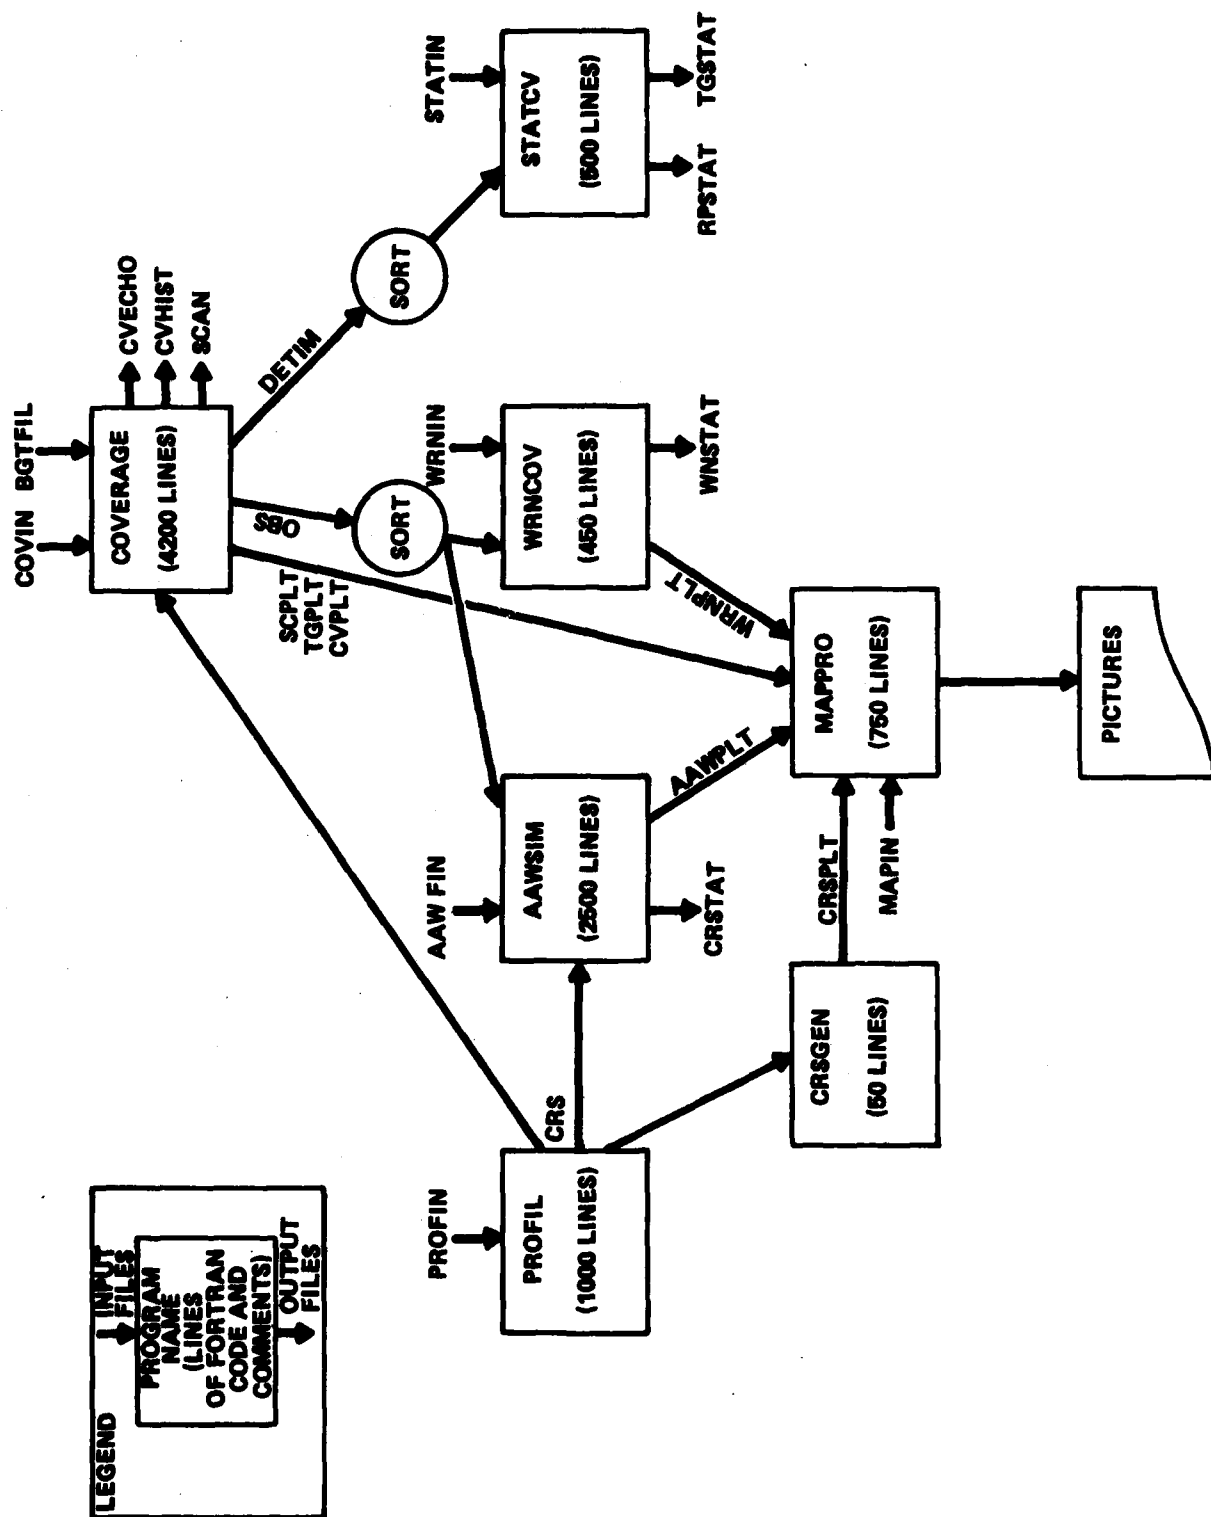 LEGEND
INPUT
FILES
PROGRAM
NAME
(LINES
OF FORTRAN
CODE AND
COMMENTS)
OUTPUT
FILES
COVIN
BGTFIL
COVERAGE
(4200 LINES)
CVECHO
CVHIST
SCAN
SCPLT
TGPLT
CVPLT
OBS
DETIM
SORT
SORT
PROFIN
PROFIL
(1000 LINES)
CRS
AAW FIN
AAWSIM
(2500 LINES)
CRSTAT
AAWPLT
WRNIN
WRNCOV
(450 LINES)
WNSTAT
WRNPLT
STATIN
STATCV
(500 LINES)
RPSTAT
TGSTAT
CRSGEN
(50 LINES)
CRSPLT
MAPIN
MAPPRO
(750 LINES)
PICTURES